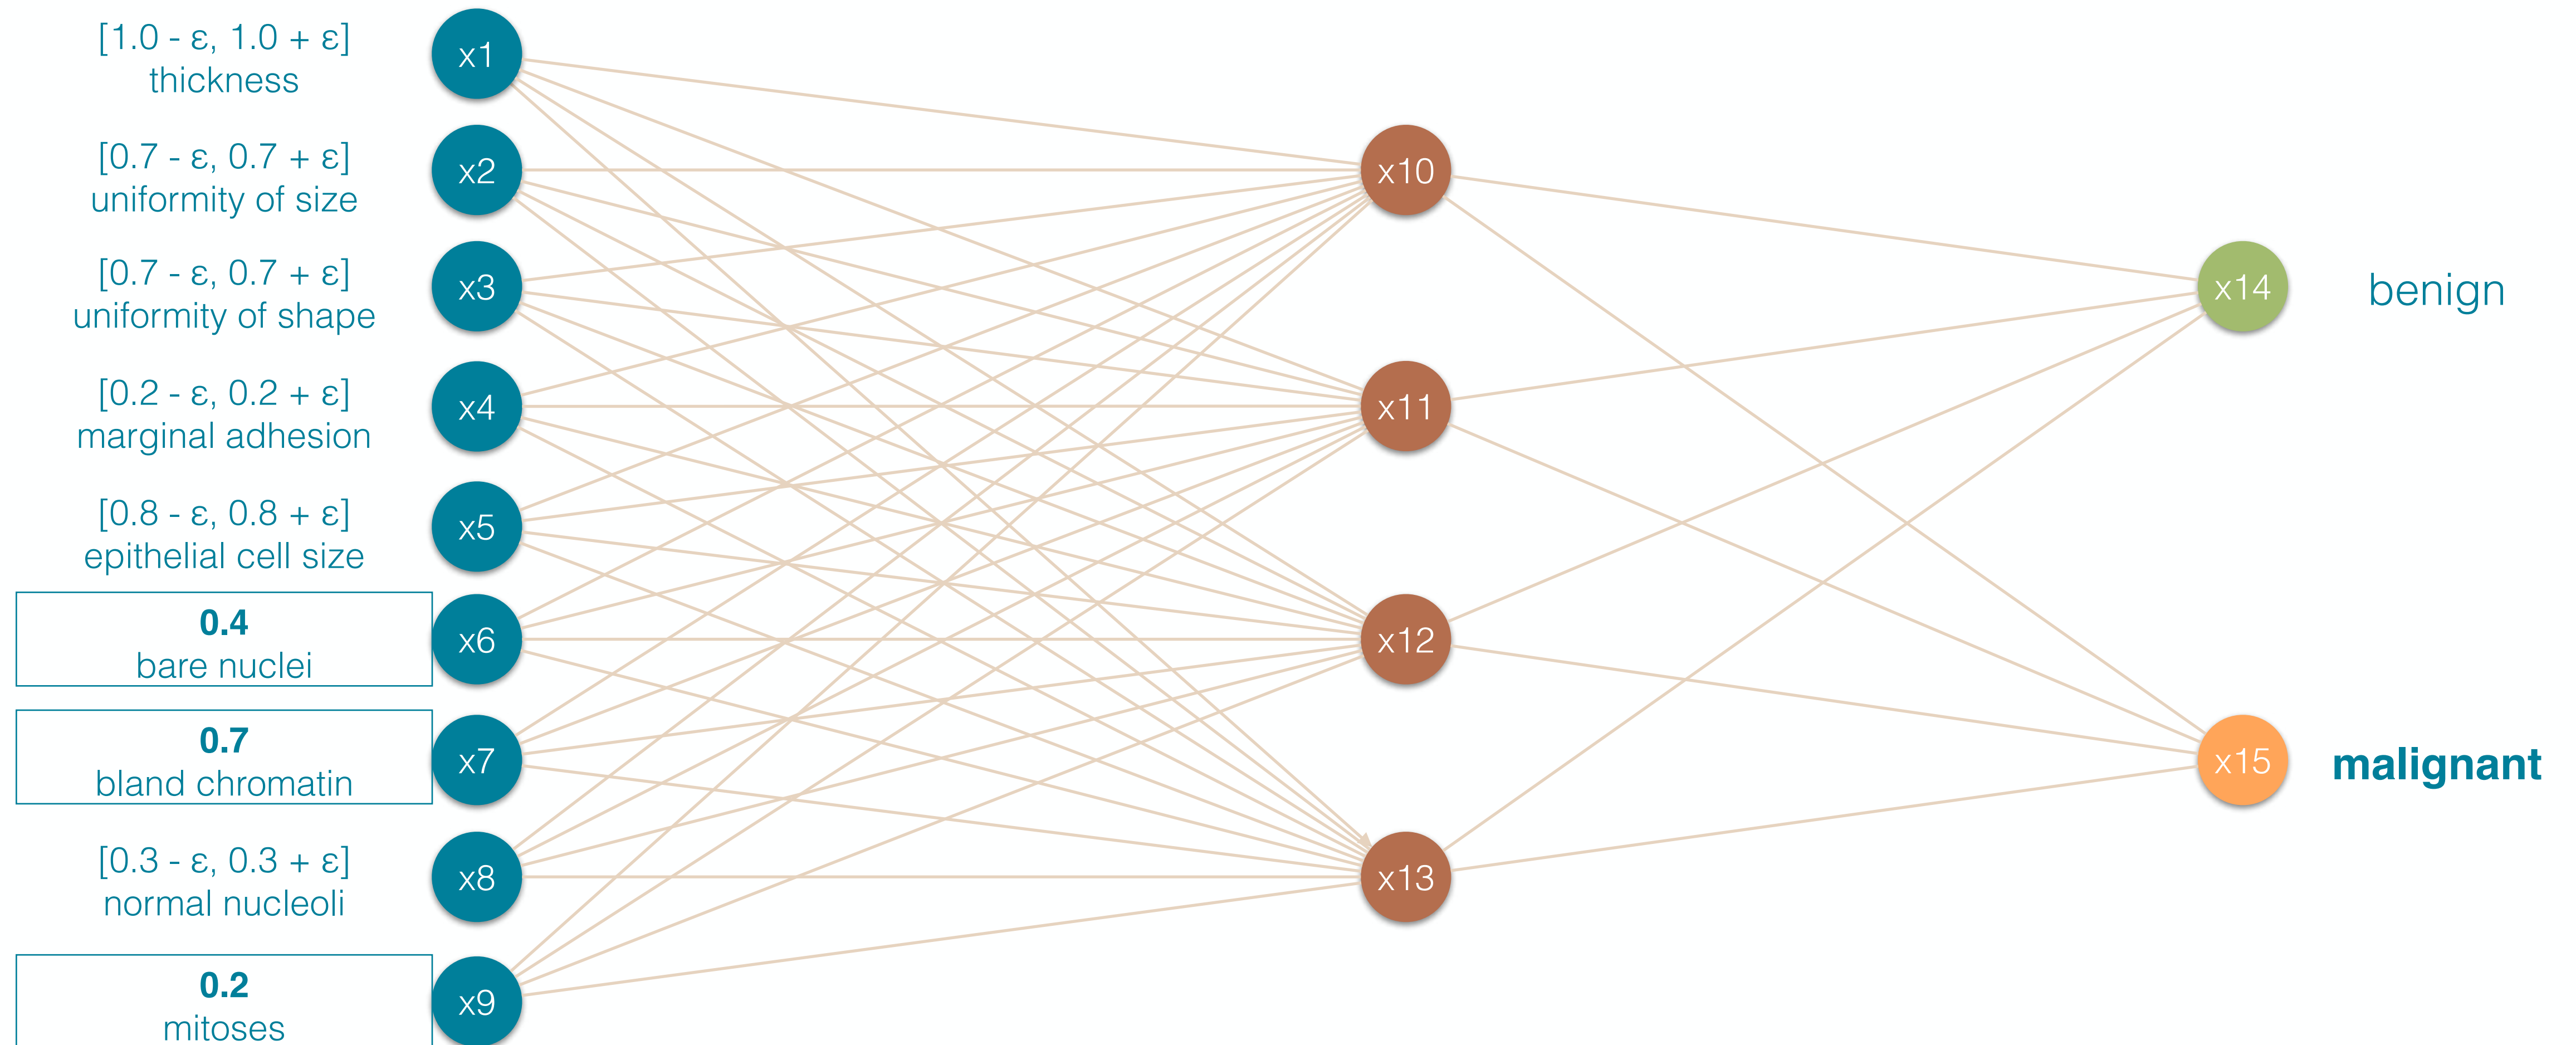 [1.0 - ε, 1.0 + ε]
thickness
x1
[0.7 - ε, 0.7 + ε]
uniformity of size
x2
[0.7 - ε, 0.7 + ε]
uniformity of shape
x3
[0.2 - ε, 0.2 + ε]
marginal adhesion
x4
[0.8 - ε, 0.8 + ε]
epithelial cell size
x5
0.4
bare nuclei
x6
0.7
bland chromatin
x7
[0.3 - ε, 0.3 + ε]
normal nucleoli
x8
0.2
mitoses
x9
x10
x11
x12
x13
x14
benign
x15
malignant